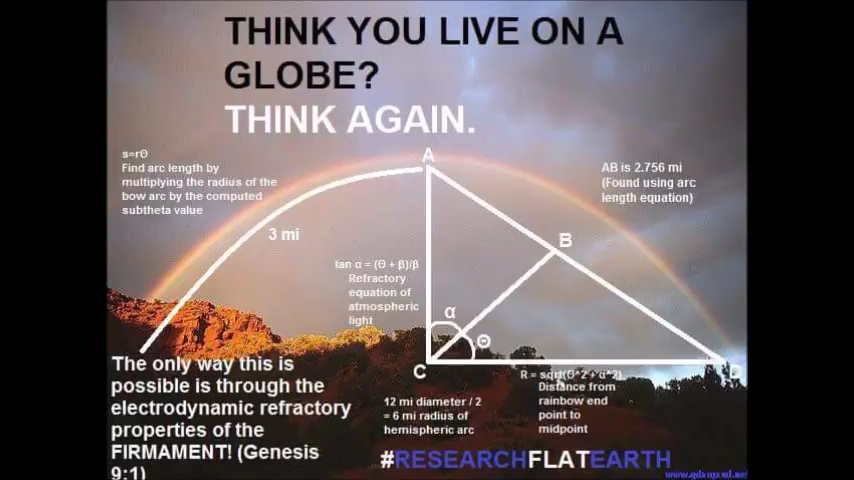 THINK YOU LIVE ON A
GLOBE?
THINK AGAIN.
s=rΘ
Find arc length by
multiplying the radius of the
bow arc by the computed
subtheta value
A
AB is 2.756 mi
(Found using arc
length equation)
3 mi
B
tan α = (Θ + β)/β
Refractory
equation of
atmospheric
light
α
Θ
C
D
The only way this is
possible is through the
electrodynamic refractory
properties of the
FIRMAMENT! (Genesis
9:1)
12 mi diameter / 2
= 6 mi radius of
hemispheric arc
R = sqrt(Θ^2 + α^2)
Distance from
rainbow end
point to
midpoint
#RESEARCHFLATEARTH